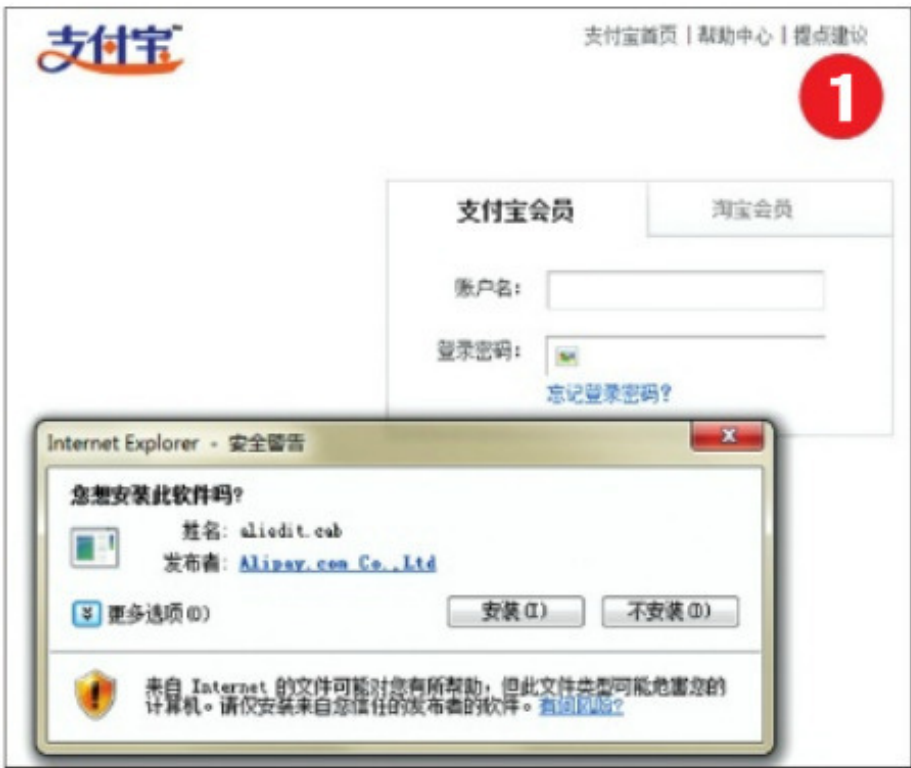 支付宝
支付宝首页 | 帮助中心 | 提点建议
1
支付宝会员 淘宝会员
账户名:
登录密码:
忘记登录密码?
Internet Explorer - 安全警告
您想安装此软件吗?
姓名: aliedit.cab
发布者: Alipay.com Co.,Ltd
更多选项(O)
安装(I) 不安装(D)
来自 Internet 的文件可能对您有所帮助，但此文件类型可能危害您的
计算机。请仅安装来自您信任的发布者的软件。有何风险?